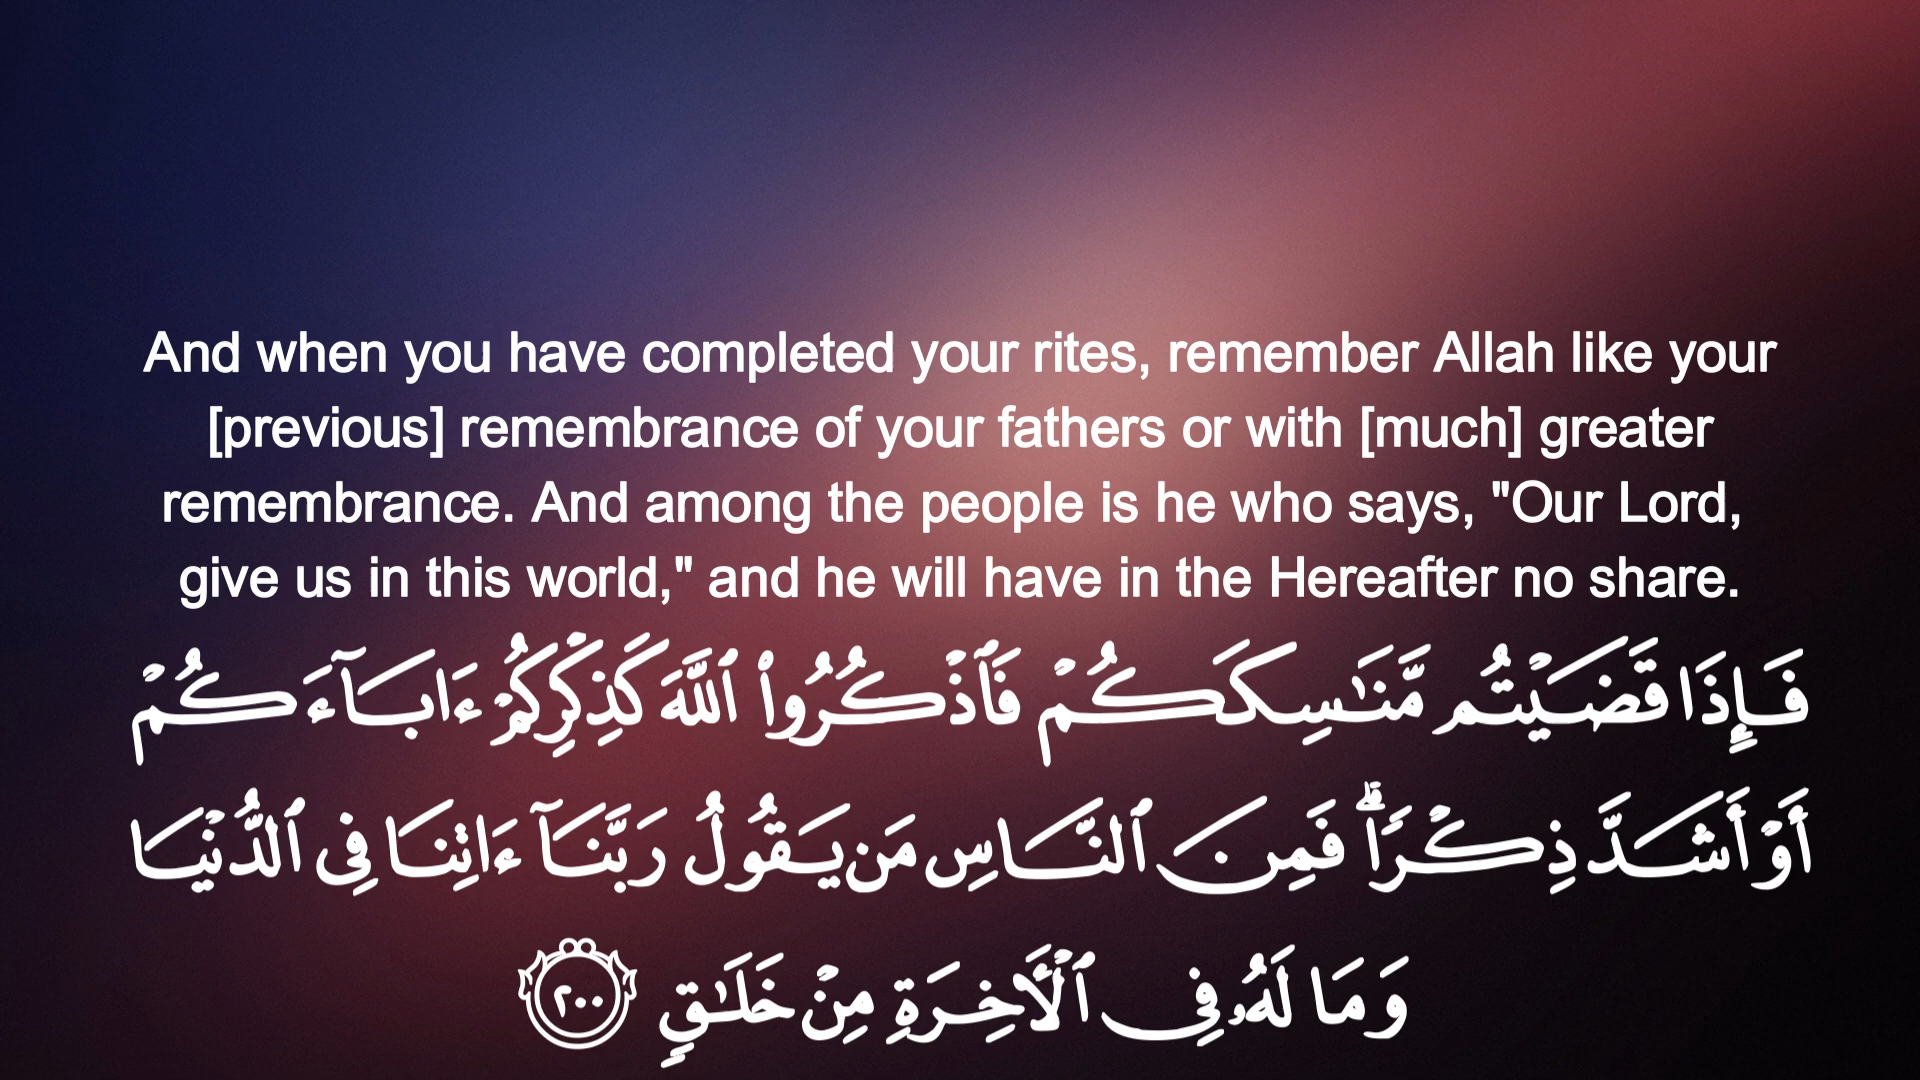 And when you have completed your rites, remember Allah like your
[previous] remembrance of your fathers or with [much] greater
remembrance. And among the people is he who says, "Our Lord,
give us in this world," and he will have in the Hereafter no share.
فَإِذَا قَضَيْتُم مَّنَـٰسِكَكُمْ فَٱذْكُرُوا۟ ٱللَّهَ كَذِكْرِكُمْ ءَابَآءَكُمْ
أَوْ أَشَدَّ ذِكْرًا ۗ فَمِنَ ٱلنَّاسِ مَن يَقُولُ رَبَّنَآ ءَاتِنَا فِى ٱلدُّنْيَا
وَمَا لَهُۥ فِى ٱلْـَٔاخِرَةِ مِنْ خَلَـٰقٍ ٢٠٠